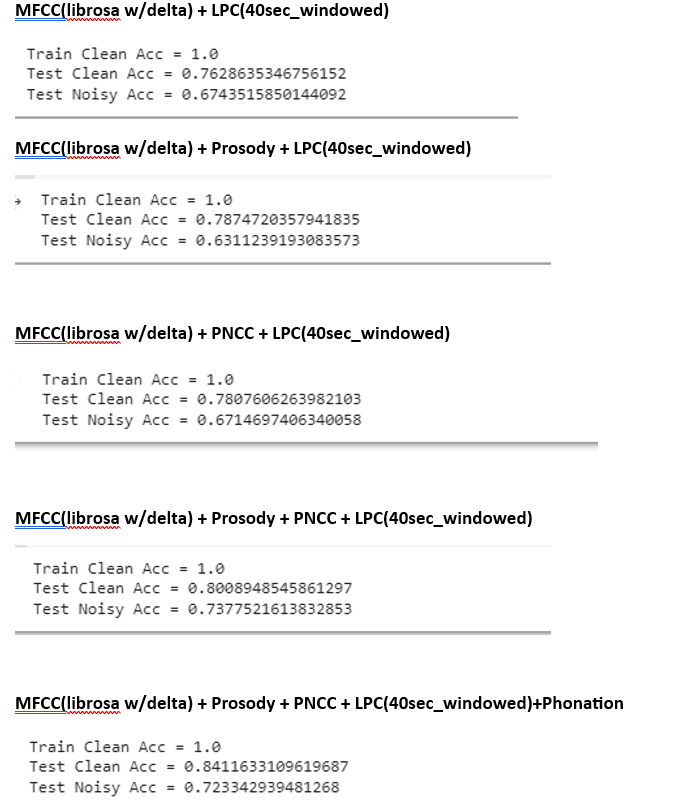 MFCC(librosa w/delta) + LPC(40sec_windowed)
Train Clean Acc = 1.0
Test Clean Acc = 0.7628635346756152
Test Noisy Acc = 0.6743515850144092
MFCC(librosa w/delta) + Prosody + LPC(40sec_windowed)
Train Clean Acc = 1.0
Test Clean Acc = 0.7874720357941835
Test Noisy Acc = 0.6311239193083573
MFCC(librosa w/delta) + PNCC + LPC(40sec_windowed)
Train Clean Acc = 1.0
Test Clean Acc = 0.7807606263982103
Test Noisy Acc = 0.6714697406340058
MFCC(librosa w/delta) + Prosody + PNCC + LPC(40sec_windowed)
Train Clean Acc = 1.0
Test Clean Acc = 0.8008948545861297
Test Noisy Acc = 0.7377521613832853
MFCC(librosa w/delta) + Prosody + PNCC + LPC(40sec_windowed)+Phonation
Train Clean Acc = 1.0
Test Clean Acc = 0.8411633109619687
Test Noisy Acc = 0.723342939481268